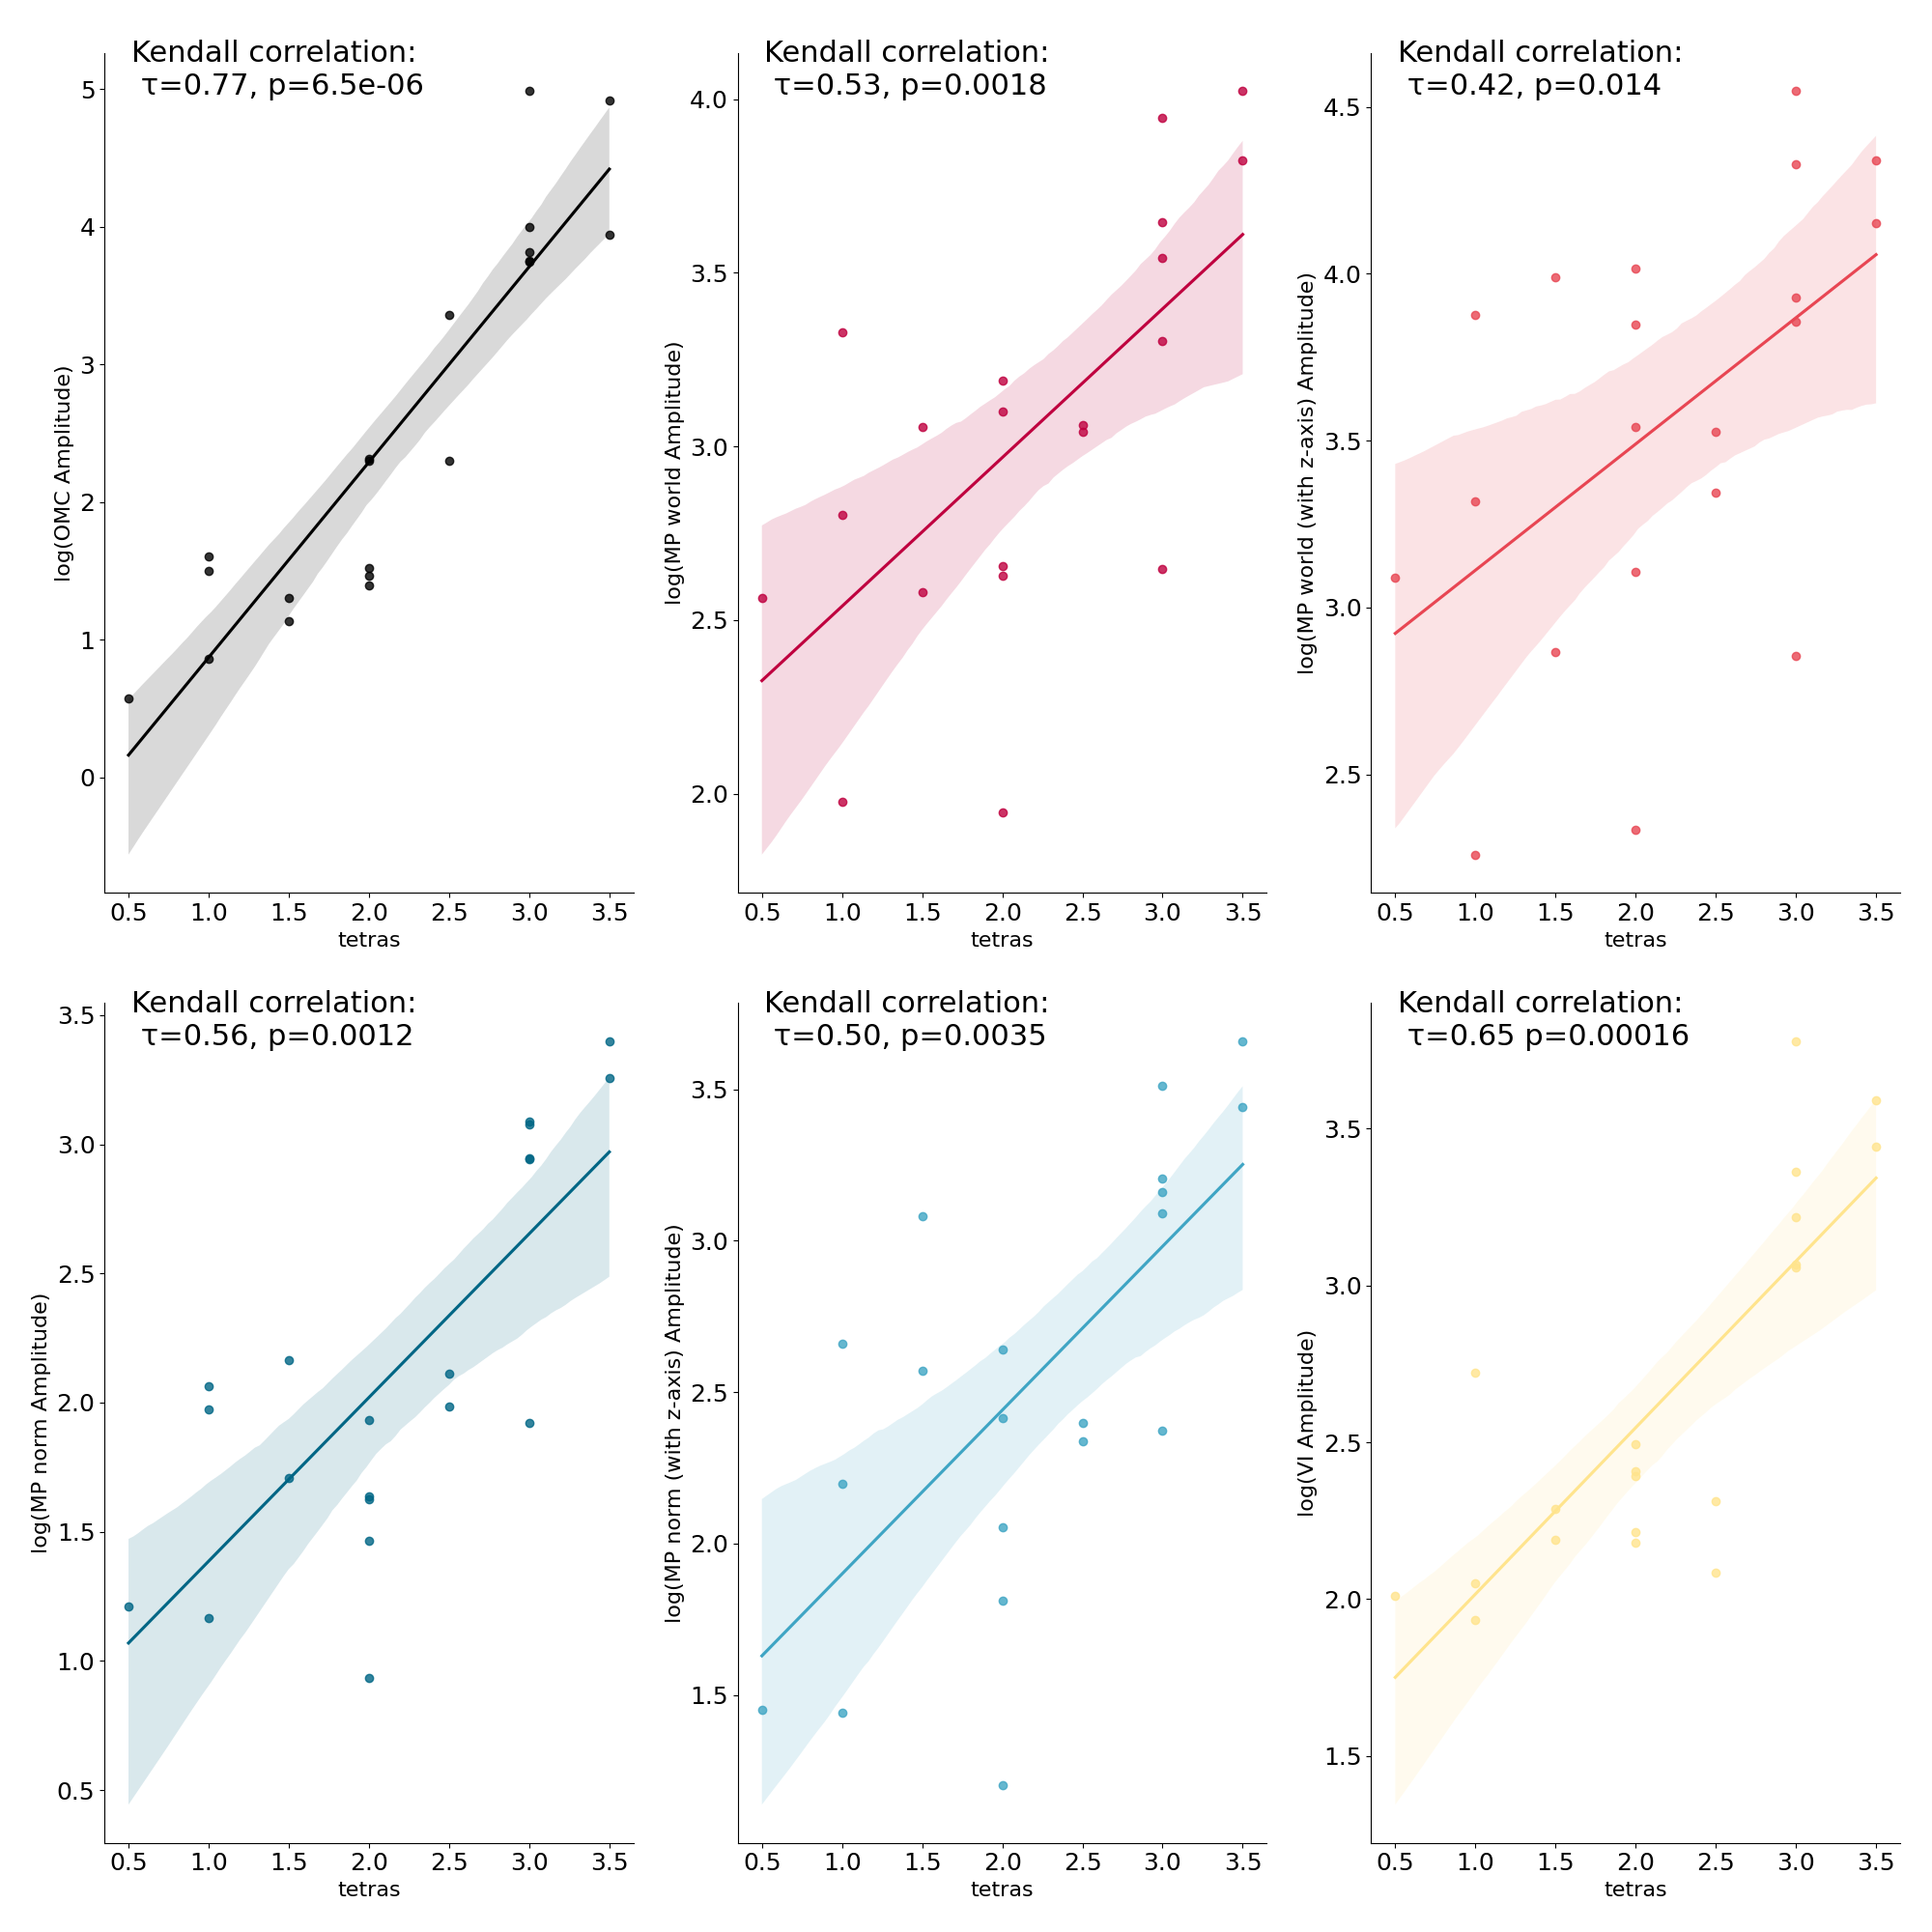 Kendall correlation:
τ=0.77, p=6.5e-06
5
4
3
2
1
0
log(OMC Amplitude)
0.5 1.0 1.5 2.0 2.5 3.0 3.5
tetras
Kendall correlation:
τ=0.53, p=0.0018
4.0
3.5
3.0
2.5
2.0
log(MP world Amplitude)
0.5 1.0 1.5 2.0 2.5 3.0 3.5
tetras
Kendall correlation:
τ=0.42, p=0.014
4.5
4.0
3.5
3.0
2.5
log(MP world (with z-axis) Amplitude)
0.5 1.0 1.5 2.0 2.5 3.0 3.5
tetras
Kendall correlation:
τ=0.56, p=0.0012
3.5
3.0
2.5
2.0
1.5
1.0
0.5
log(MP norm Amplitude)
0.5 1.0 1.5 2.0 2.5 3.0 3.5
tetras
Kendall correlation:
τ=0.50, p=0.0035
3.5
3.0
2.5
2.0
1.5
log(MP norm (with z-axis) Amplitude)
0.5 1.0 1.5 2.0 2.5 3.0 3.5
tetras
Kendall correlation:
τ=0.65 p=0.00016
3.5
3.0
2.5
2.0
1.5
log(VI Amplitude)
0.5 1.0 1.5 2.0 2.5 3.0 3.5
tetras